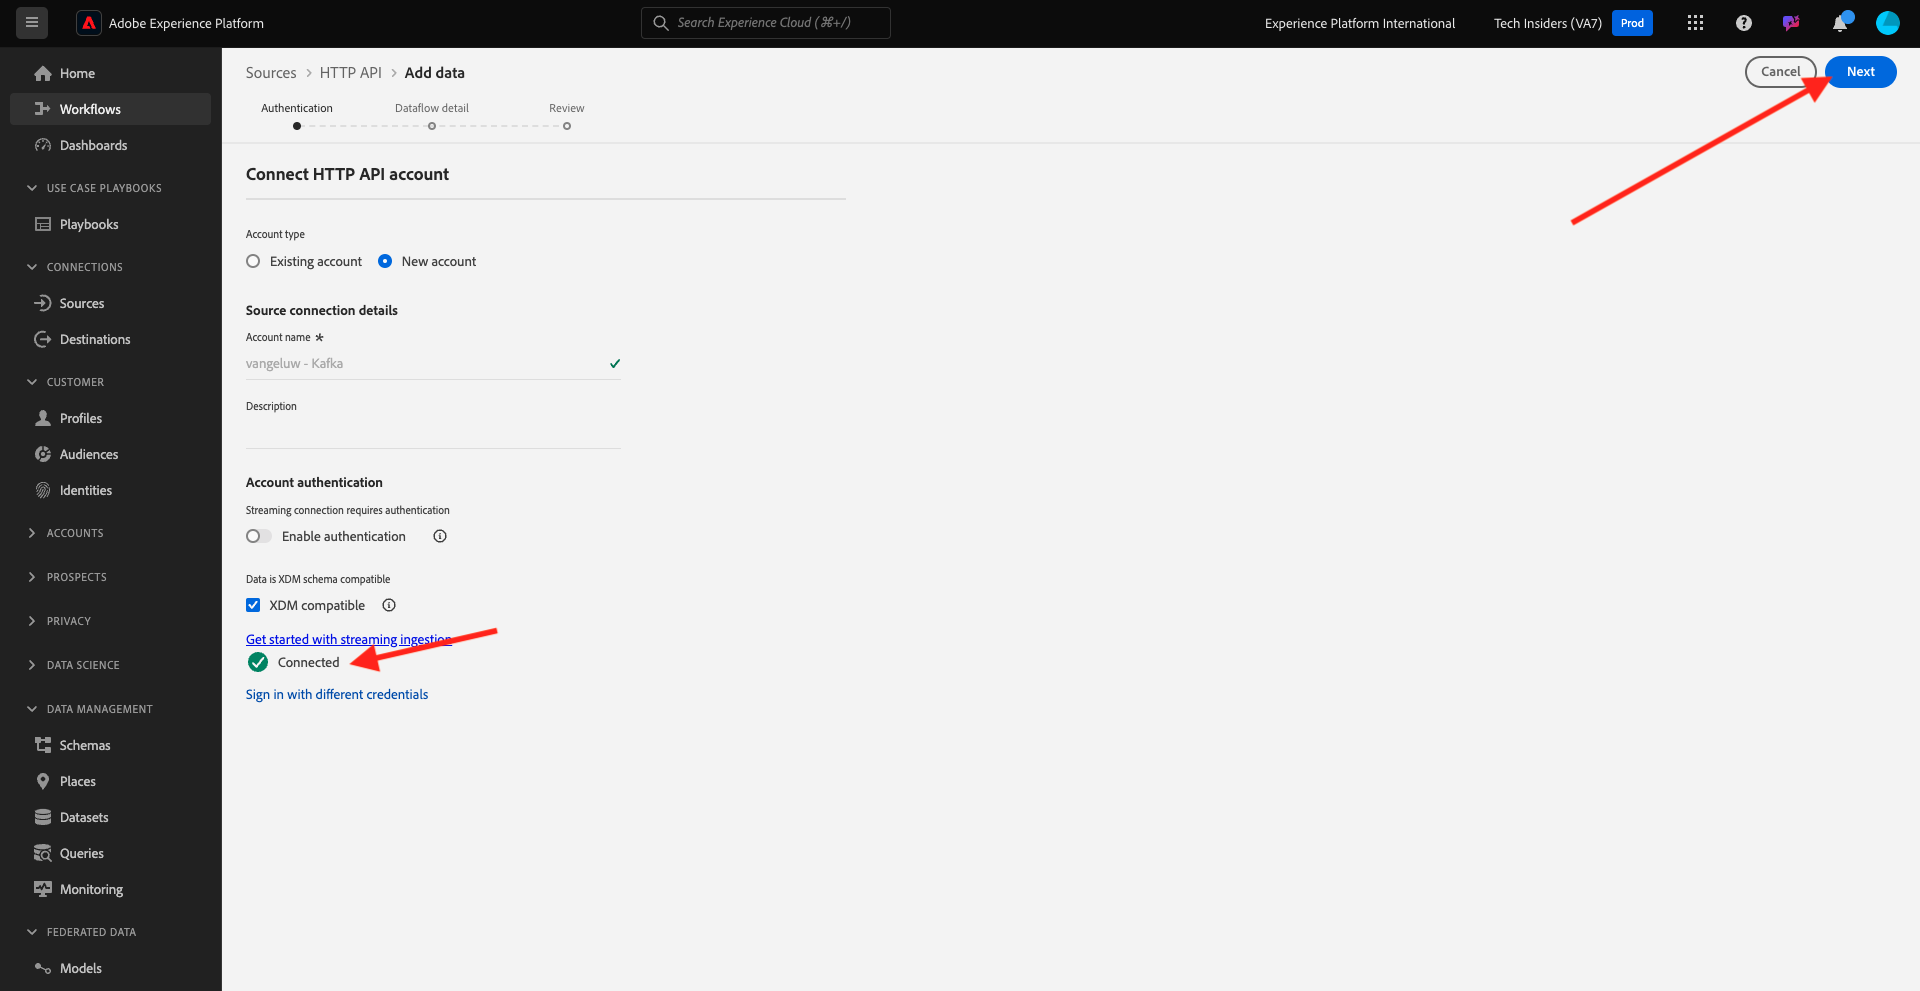 Adobe Experience Platform
Search Experience Cloud (⌘+/)
Experience Platform International
Tech Insiders (VA7)
Prod
Home
Workflows
Dashboards
USE CASE PLAYBOOKS
Playbooks
CONNECTIONS
Sources
Destinations
CUSTOMER
Profiles
Audiences
Identities
ACCOUNTS
PROSPECTS
PRIVACY
DATA SCIENCE
DATA MANAGEMENT
Schemas
Places
Datasets
Queries
Monitoring
FEDERATED DATA
Models
Sources > HTTP API > Add data
Cancel
Next
Authentication
Dataflow detail
Review
Connect HTTP API account
Account type
Existing account
New account
Source connection details
Account name *
vangeluw - Kafka
Description
Account authentication
Streaming connection requires authentication
Enable authentication
Data is XDM schema compatible
XDM compatible
Get started with streaming ingestion
Connected
Sign in with different credentials